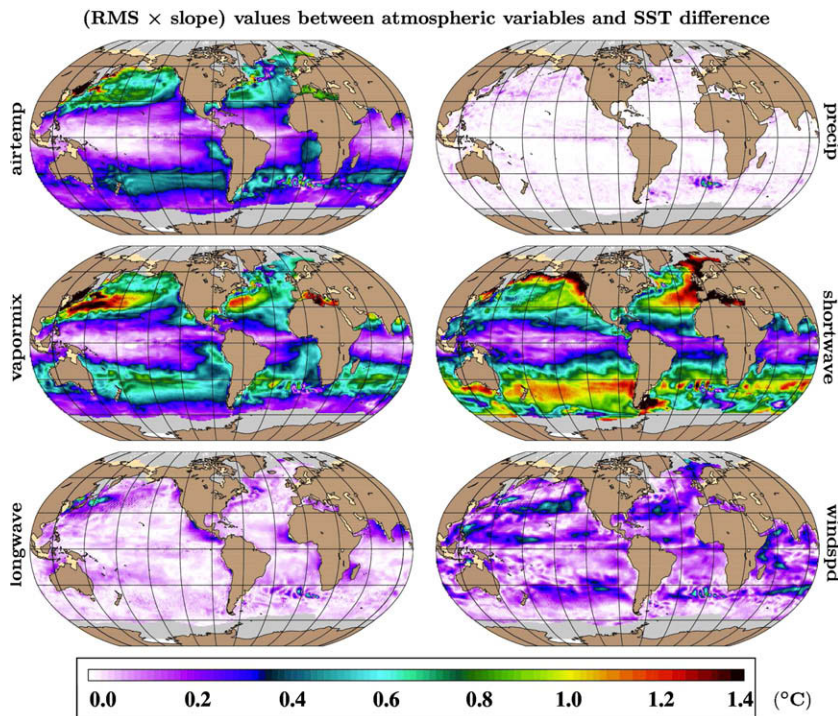 (RMS × slope) values between atmospheric variables and SST difference
airtemp
precip
vapormix
shortwave
longwave
windspd
0.0 0.2 0.4 0.6 0.8 1.0 1.2 1.4 (°C)